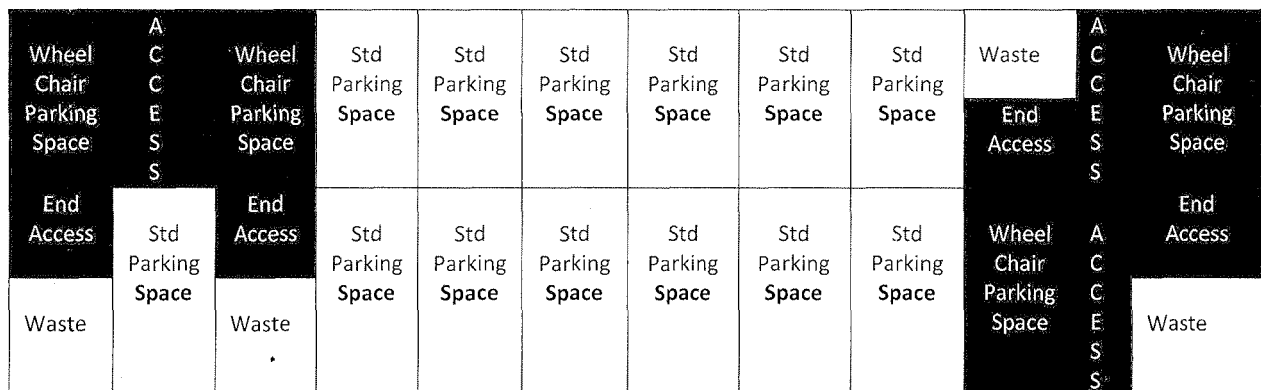 Wheel
Chair
Parking
Space
End
Access
Waste
A
C
C
E
S
S
Std
Parking
Space
Wheel
Chair
Parking
Space
End
Access
Waste
Std
Parking
Space
Std
Parking
Space
Std
Parking
Space
Std
Parking
Space
Std
Parking
Space
Std
Parking
Space
Std
Parking
Space
Std
Parking
Space
Std
Parking
Space
Std
Parking
Space
Std
Parking
Space
Std
Parking
Space
Waste
End
Access
Wheel
Chair
Parking
Space
A
C
C
E
S
S
A
C
C
E
S
S
Wheel
Chair
Parking
Space
End
Access
Waste